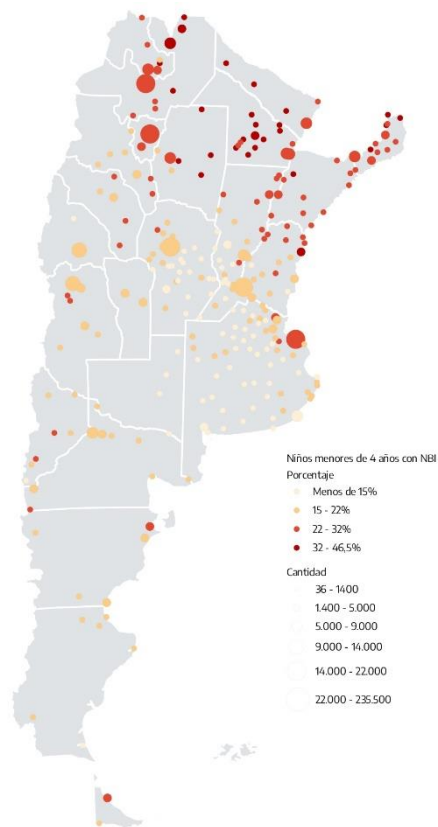 Niños menores de 4 años con NBI
Porcentaje
Menos de 15%
15 - 22%
22 - 32%
32 - 46,5%
Cantidad
36 - 1400
1.400 - 5.000
5.000 - 9.000
9.000 - 14.000
14.000 - 22.000
22.000 - 235.500